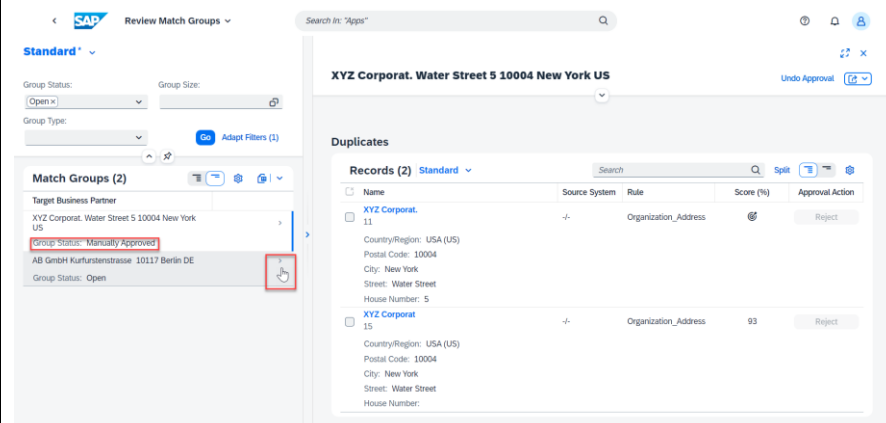 SAP
Review Match Groups
Search In: "Apps"
Standard*
Group Status:
Group Size:
Open ×
Group Type:
Go
Adapt Filters (1)
Match Groups (2)
Target Business Partner
XYZ Corporat. Water Street 5 10004 New York
US
Group Status: Manually Approved
AB GmbH Kurfurstenstrasse 10117 Berlin DE
Group Status: Open
XYZ Corporat. Water Street 5 10004 New York US
Undo Approval
Duplicates
Records (2) Standard
Search
Split
Name
Source System
Rule
Score (%)
Approval Action
XYZ Corporat.
11
-/-
Organization_Address
Reject
Country/Region: USA (US)
Postal Code: 10004
City: New York
Street: Water Street
House Number: 5
XYZ Corporat
15
-/-
Organization_Address
93
Reject
Country/Region: USA (US)
Postal Code: 10004
City: New York
Street: Water Street
House Number: